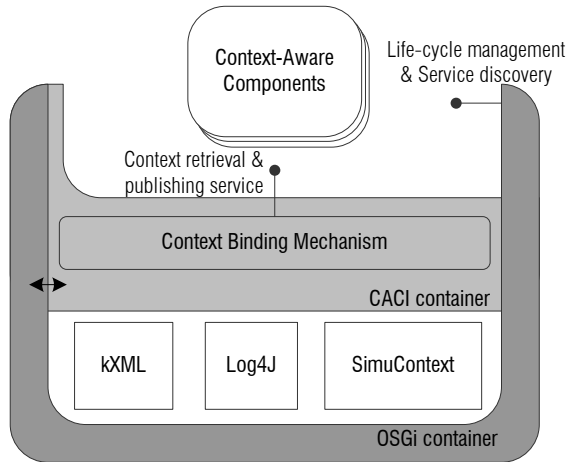 Context-Aware
Components
Life-cycle management
& Service discovery
Context retrieval &
publishing service
Context Binding Mechanism
CACI container
kXML
Log4J
SimuContext
OSGi container